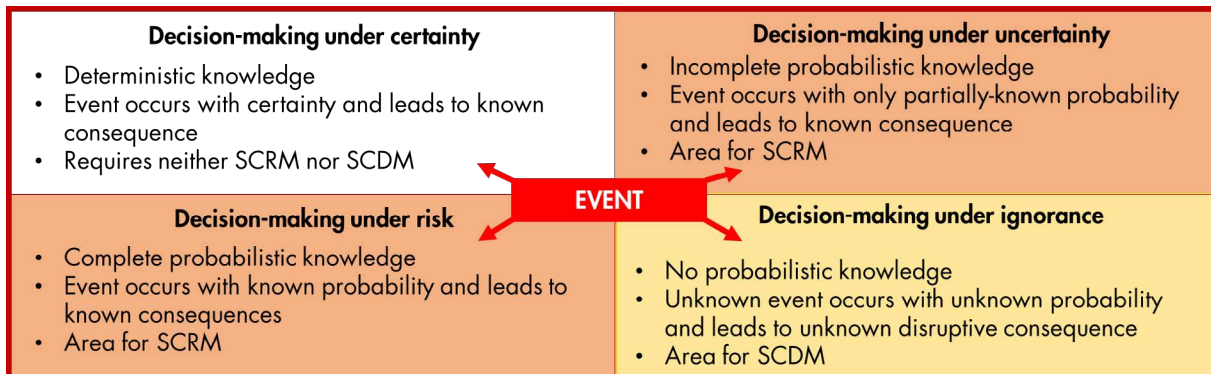 Decision-making under certainty
• Deterministic knowledge
• Event occurs with certainty and leads to known
consequence
• Requires neither SCRM nor SCDM
Decision-making under uncertainty
• Incomplete probabilistic knowledge
• Event occurs with only partially-known probability
and leads to known consequence
• Area for SCRM
EVENT
Decision-making under risk
• Complete probabilistic knowledge
• Event occurs with known probability and leads to
known consequences
• Area for SCRM
Decision-making under ignorance
• No probabilistic knowledge
• Unknown event occurs with unknown probability
and leads to unknown disruptive consequence
• Area for SCDM